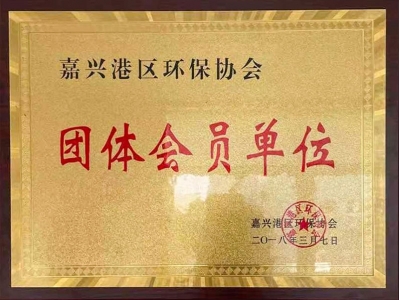 嘉兴港区环保协会
团体会员单位
嘉兴港区环保协会
二〇一八年三月七日